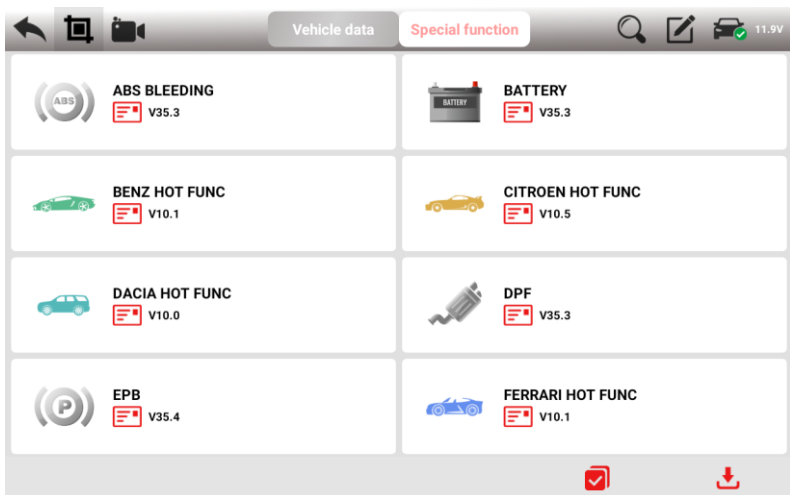 Vehicle data
Special function
11.9V
ABS
ABS BLEEDING
V35.3
BATTERY
BATTERY
V35.3
BENZ HOT FUNC
V10.1
CITROEN HOT FUNC
V10.5
DACIA HOT FUNC
V10.0
DPF
V35.3
P
EPB
V35.4
FERRARI HOT FUNC
V10.1